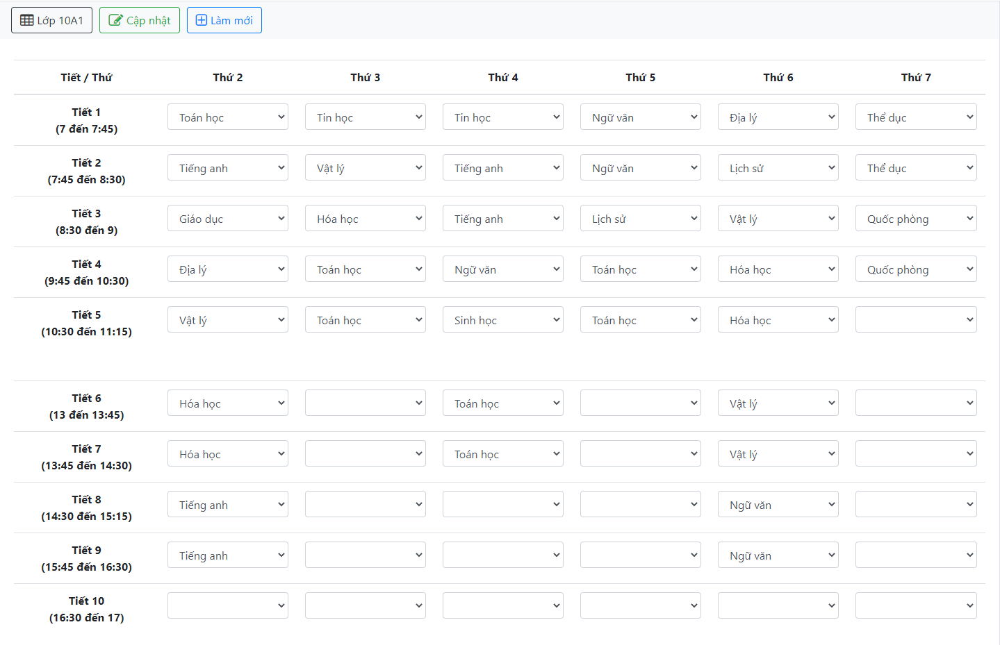 Lớp 10A1 Cập nhật Làm mới
Tiết / Thứ Thứ 2 Thứ 3 Thứ 4 Thứ 5 Thứ 6 Thứ 7
Tiết 1
(7 đến 7:45)
Toán học Tin học Tin học Ngữ văn Địa lý Thể dục
Tiết 2
(7:45 đến 8:30)
Tiếng anh Vật lý Tiếng anh Ngữ văn Lịch sử Thể dục
Tiết 3
(8:30 đến 9)
Giáo dục Hóa học Tiếng anh Lịch sử Vật lý Quốc phòng
Tiết 4
(9:45 đến 10:30)
Địa lý Toán học Ngữ văn Toán học Hóa học Quốc phòng
Tiết 5
(10:30 đến 11:15)
Vật lý Toán học Sinh học Toán học Hóa học
Tiết 6
(13 đến 13:45)
Hóa học Toán học Vật lý
Tiết 7
(13:45 đến 14:30)
Hóa học Toán học Vật lý
Tiết 8
(14:30 đến 15:15)
Tiếng anh Ngữ văn
Tiết 9
(15:45 đến 16:30)
Tiếng anh Ngữ văn
Tiết 10
(16:30 đến 17)